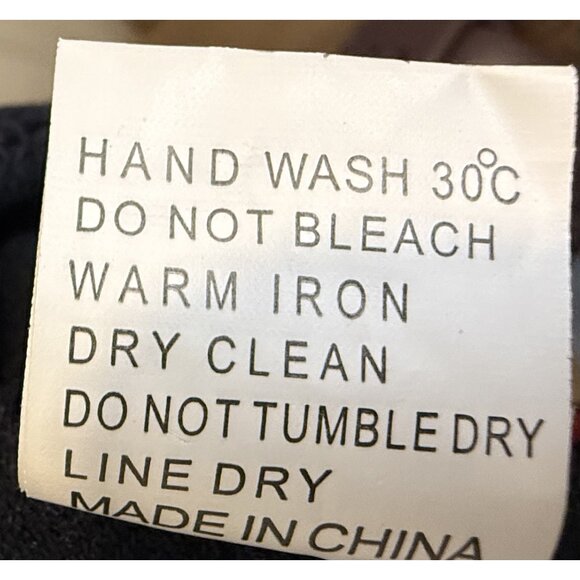 HAND WASH 30°C
DO NOT BLEACH
WARM IRON
DRY CLEAN
DO NOT TUMBLE DRY
LINE DRY
MADE IN CHINA